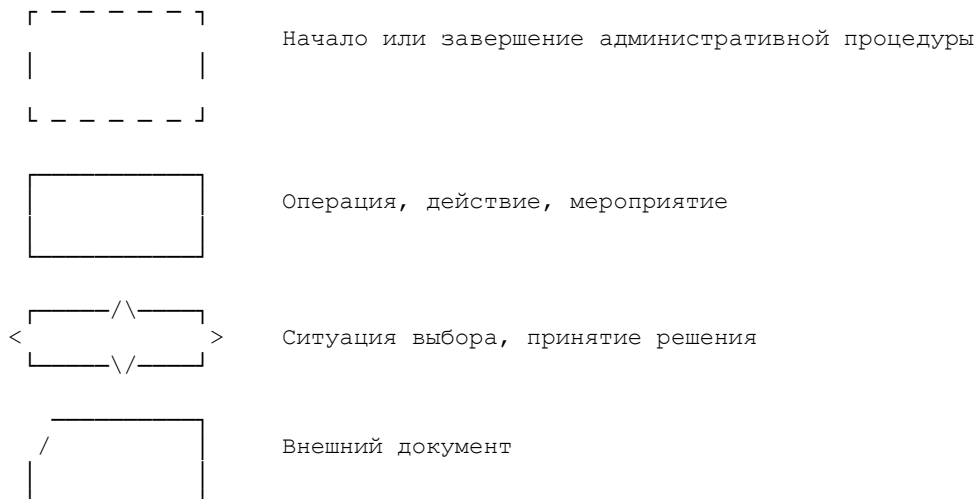 Начало или завершение административной процедуры
Операция, действие, мероприятие
Ситуация выбора, принятие решения
Внешний документ